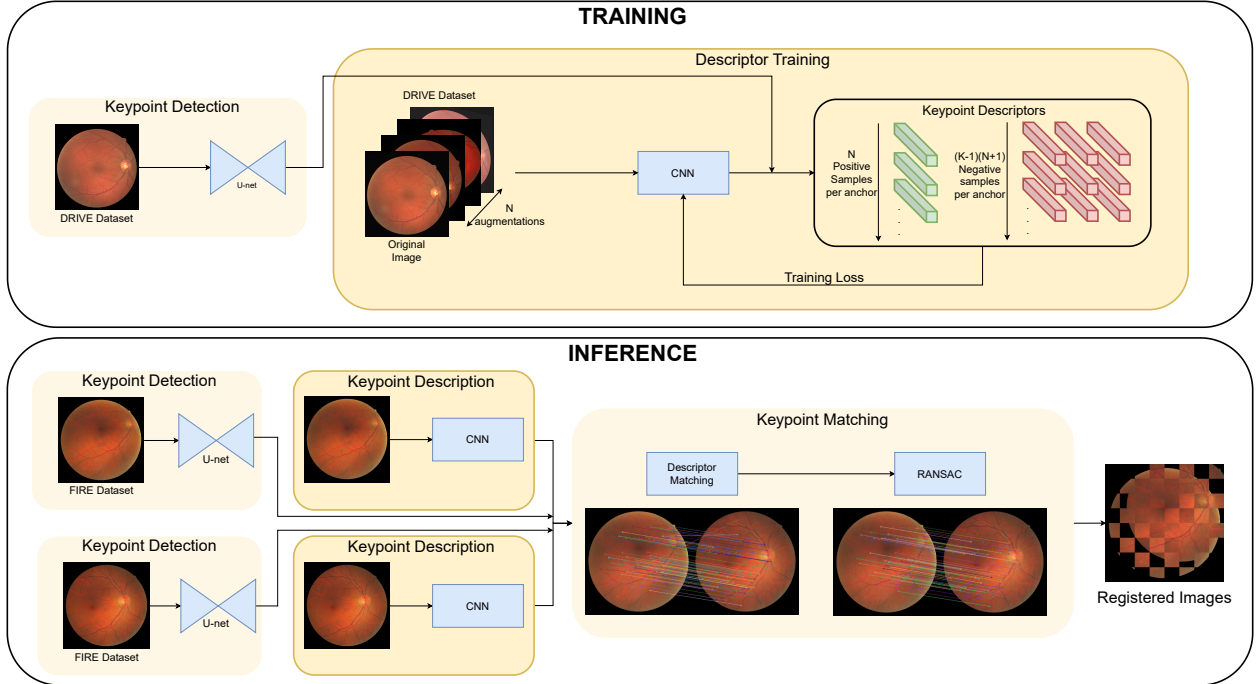 TRAINING
Keypoint Detection
U-net
DRIVE Dataset
Descriptor Training
DRIVE Dataset
N
augmentations
Original
Image
CNN
Keypoint Descriptors
N
Positive
Samples
per anchor
.
.
.
(K-1)(N+1)
Negative
samples
per anchor
.
.
.
Training Loss
INFERENCE
Keypoint Detection
U-net
FIRE Dataset
Keypoint Description
CNN
Keypoint Detection
U-net
FIRE Dataset
Keypoint Description
CNN
Keypoint Matching
Descriptor
Matching
RANSAC
Registered Images